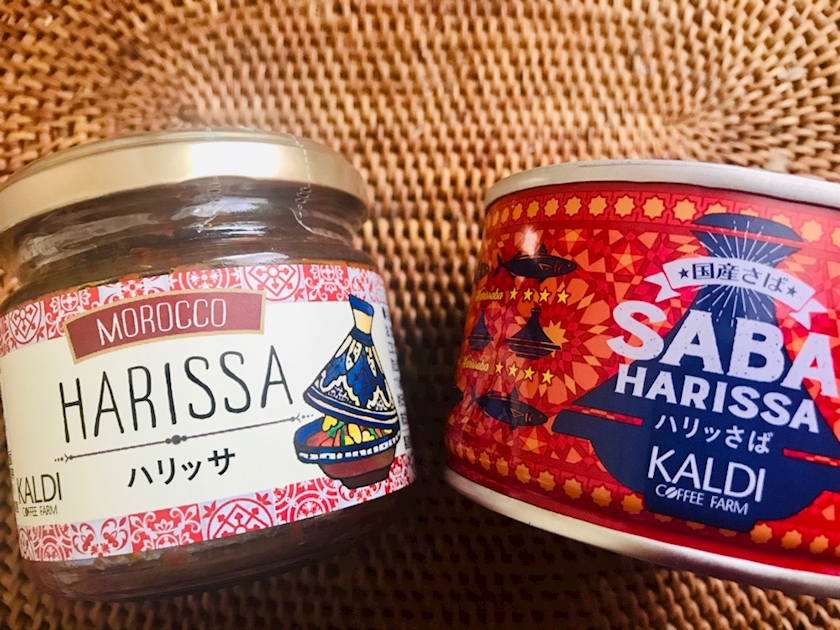 MOROCCO
HARISSA
ハリッサ
KALDI
COFFEE FARM
★国産さば★
SABA
HARISSA
ハリッさば
KALDI
COFFEE FARM
★★★★
★★★★